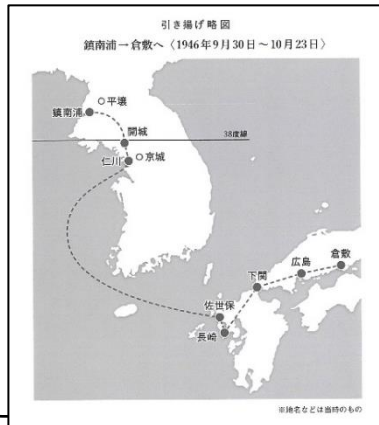 引き揚げ略図
鎮南浦→倉敷へ〈1946年9月30日～10月23日〉
平壌
鎮南浦
開城
38度線
京城
仁川
倉敷
広島
下関
佐世保
長崎
※地名などは当時のもの